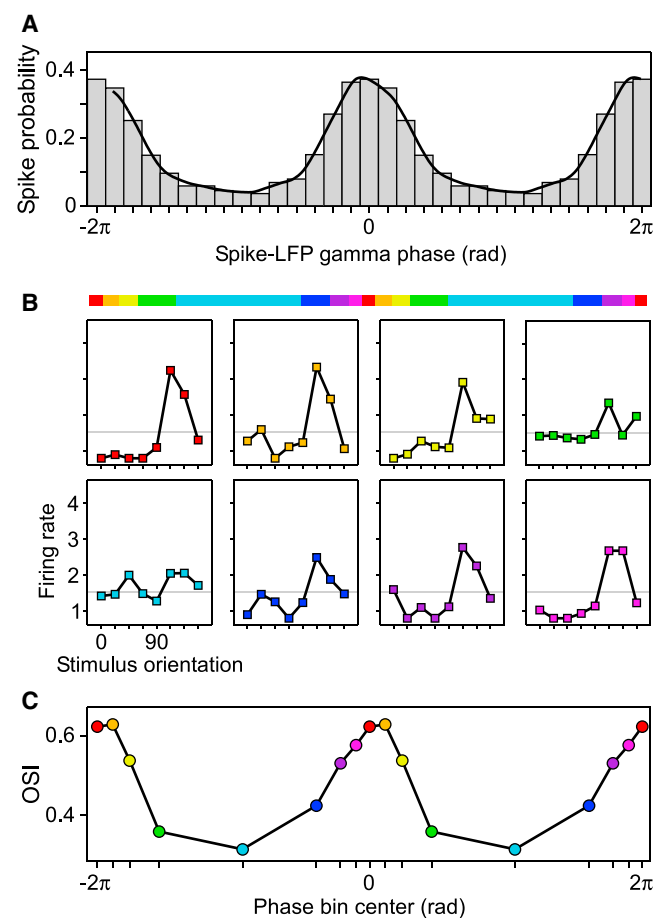 A
Spike probability
0.4
0.2
0
-2π
0
2π
Spike-LFP gamma phase (rad)
B
Firing rate
4
3
2
1
0
90
Stimulus orientation
C
OSI
0.6
0.4
-2π
0
2π
Phase bin center (rad)